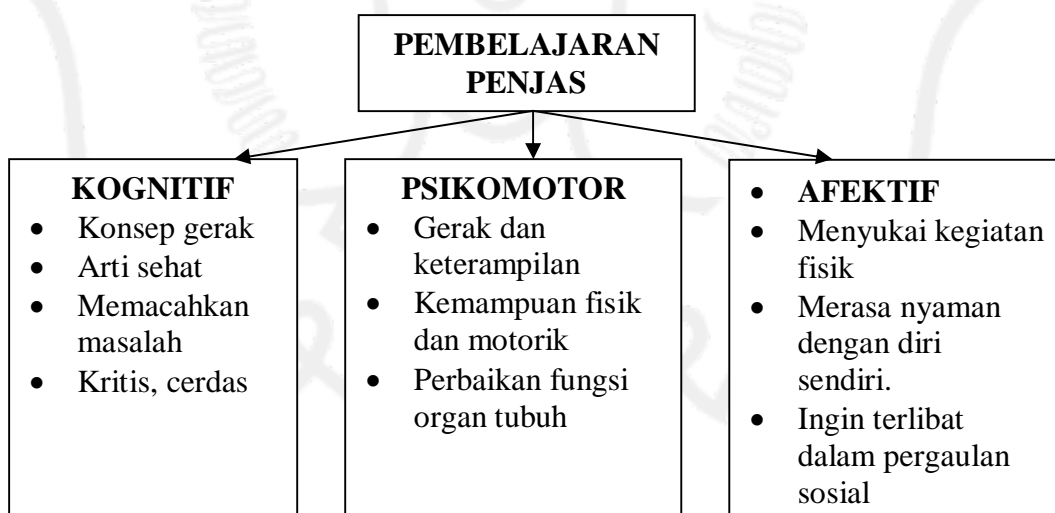 PEMBELAJARAN
PENJAS
KOGNITIF
• Konsep gerak
• Arti sehat
• Memacahkan
masalah
• Kritis, cerdas
PSIKOMOTOR
• Gerak dan
keterampilan
• Kemampuan fisik
dan motorik
• Perbaikan fungsi
organ tubuh
• AFEKTIF
• Menyukai kegiatan
fisik
• Merasa nyaman
dengan diri
sendiri.
• Ingin terlibat
dalam pergaulan
sosial